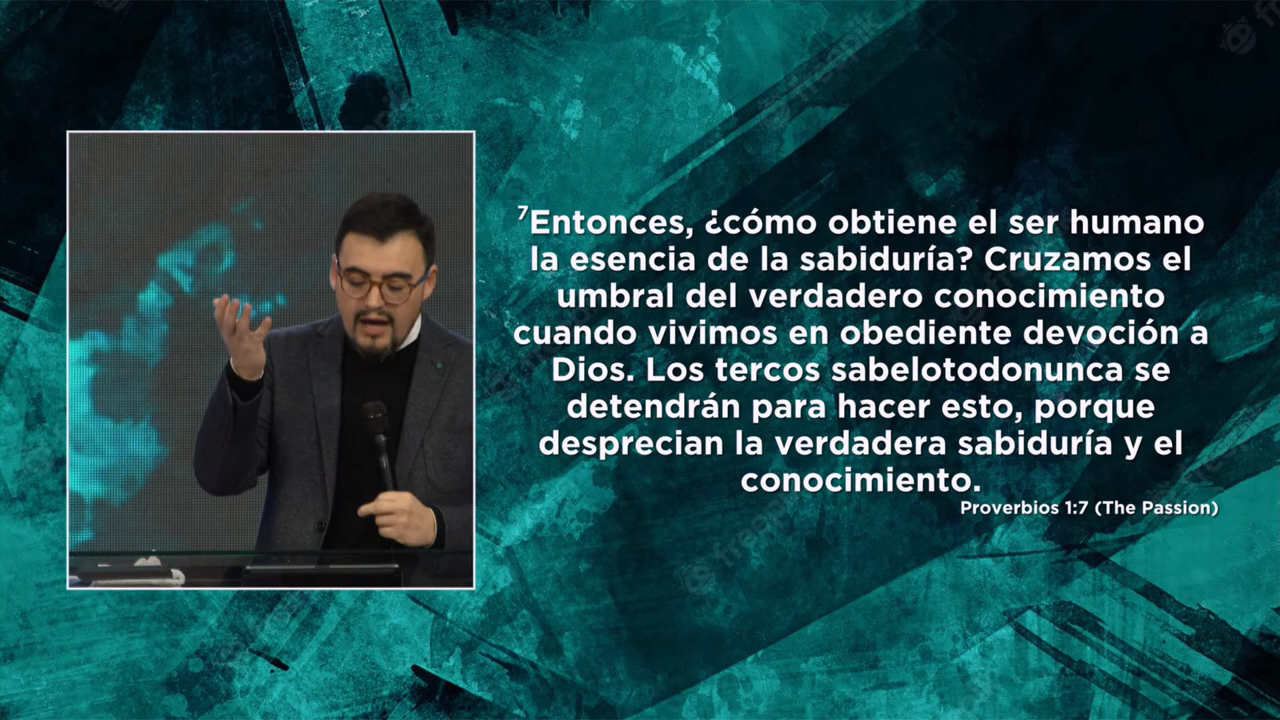 ⁷Entonces, ¿cómo obtiene el ser humano
la esencia de la sabiduría? Cruzamos el
umbral del verdadero conocimiento
cuando vivimos en obediente devoción a
Dios. Los tercos sabelotodonunca se
detendrán para hacer esto, porque
desprecian la verdadera sabiduría y el
conocimiento.
Proverbios 1:7 (The Passion)
freepik